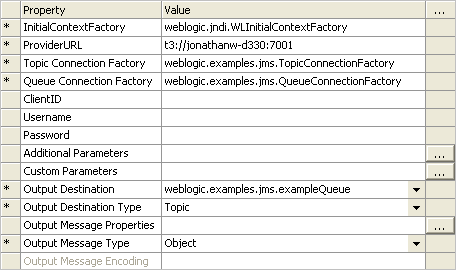 Property Value ...
* InitialContextFactory weblogic.jndi.WLInitialContextFactory
* ProviderURL t3://jonathanw-d330:7001
* Topic Connection Factory weblogic.examples.jms.TopicConnectionFactory
* Queue Connection Factory weblogic.examples.jms.QueueConnectionFactory
ClientID
Username
Password
Additional Parameters ...
Custom Parameters ...
* Output Destination weblogic.examples.jms.exampleQueue
* Output Destination Type Topic
Output Message Properties ...
* Output Message Type Object
Output Message Encoding